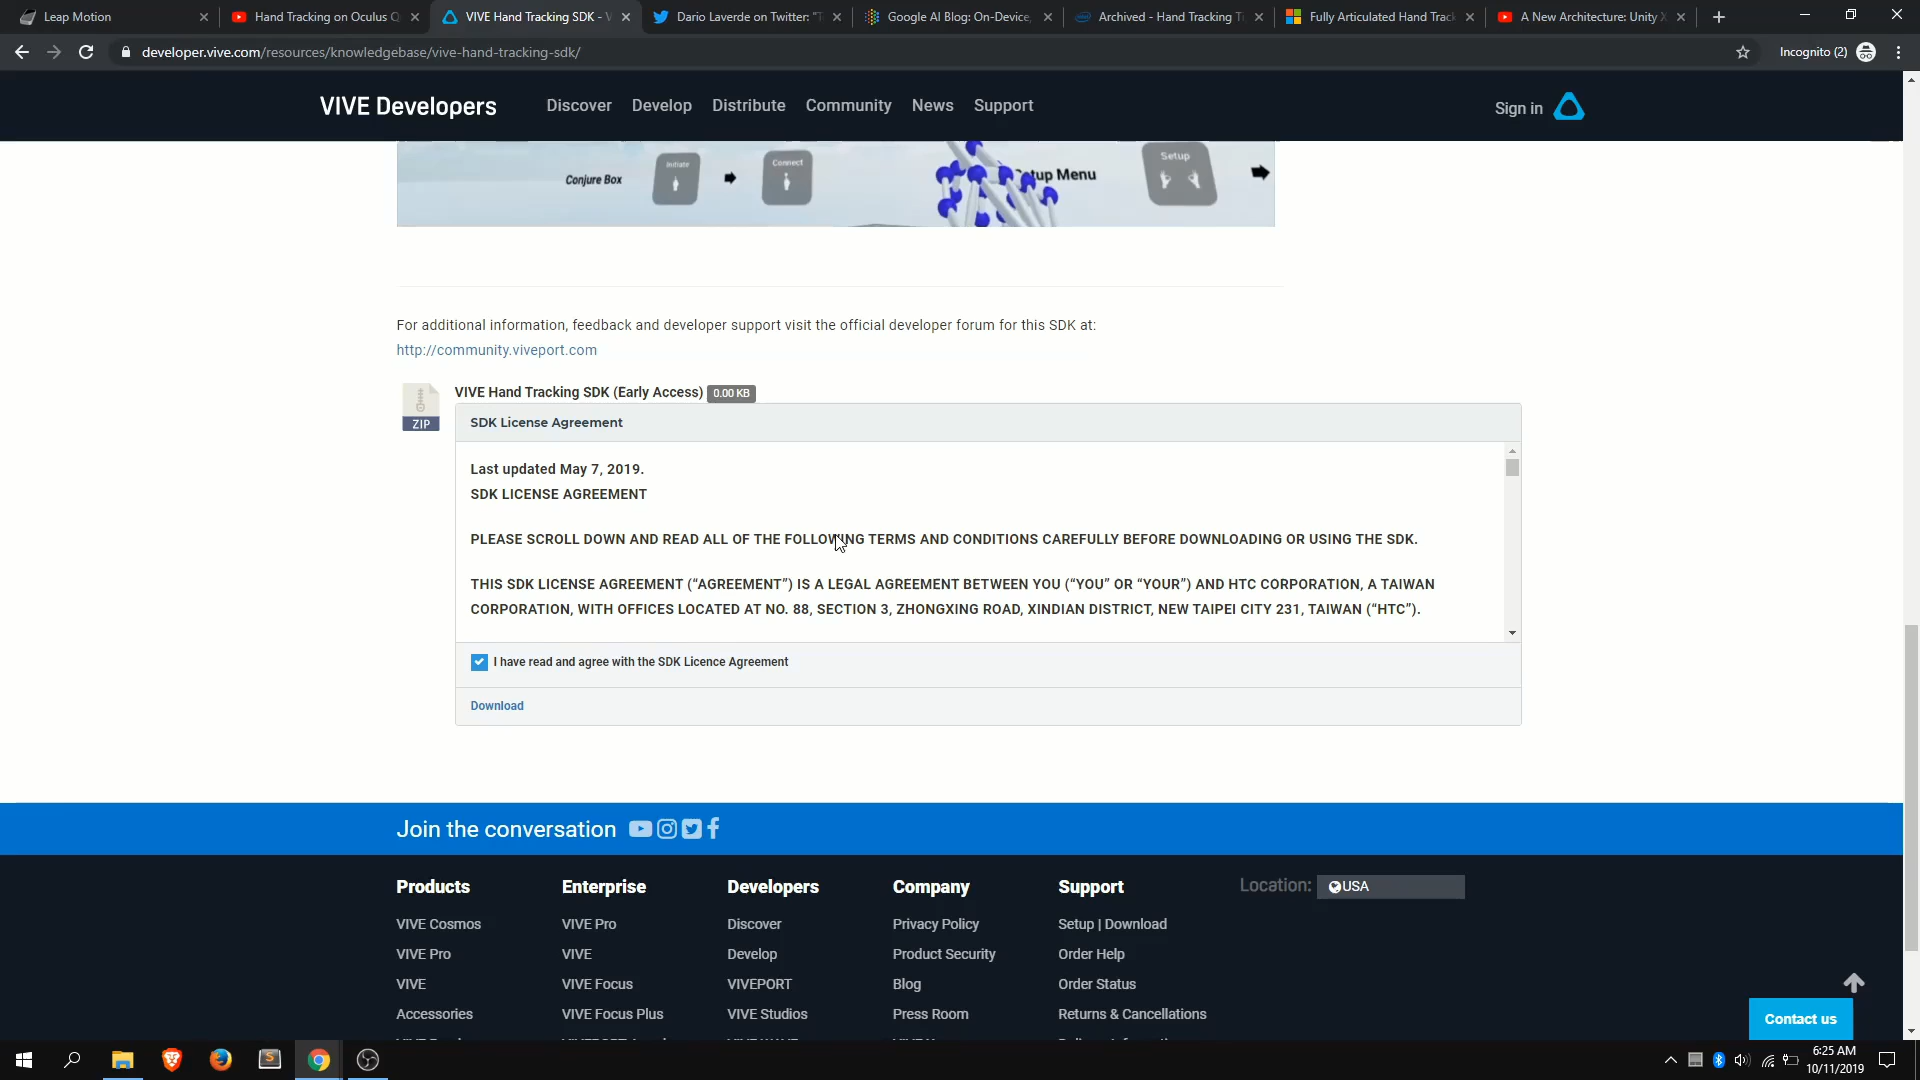 Leap Motion
Hand Tracking on Oculus Q
VIVE Hand Tracking SDK - V
Dario Laverde on Twitter: "T
Google AI Blog: On-Device,
Archived - Hand Tracking T
Fully Articulated Hand Track
A New Architecture: Unity X
developer.vive.com/resources/knowledgebase/vive-hand-tracking-sdk/
Incognito (2)
VIVE Developers
Discover
Develop
Distribute
Community
News
Support
Sign in
Conjure Box
Initiate
Connect
tup Menu
Setup
For additional information, feedback and developer support visit the official developer forum for this SDK at:
http://community.viveport.com
ZIP
VIVE Hand Tracking SDK (Early Access) 0.00 KB
SDK License Agreement
Last updated May 7, 2019.
SDK LICENSE AGREEMENT
PLEASE SCROLL DOWN AND READ ALL OF THE FOLLOWING TERMS AND CONDITIONS CAREFULLY BEFORE DOWNLOADING OR USING THE SDK.
THIS SDK LICENSE AGREEMENT (“AGREEMENT”) IS A LEGAL AGREEMENT BETWEEN YOU (“YOU” OR “YOUR”) AND HTC CORPORATION, A TAIWAN
CORPORATION, WITH OFFICES LOCATED AT NO. 88, SECTION 3, ZHONGXING ROAD, XINDIAN DISTRICT, NEW TAIPEI CITY 231, TAIWAN (“HTC”).
I have read and agree with the SDK Licence Agreement
Download
Join the conversation
Products
VIVE Cosmos
VIVE Pro
VIVE
Accessories
Enterprise
VIVE Pro
VIVE
VIVE Focus
VIVE Focus Plus
Developers
Discover
Develop
VIVEPORT
VIVE Studios
Company
Privacy Policy
Product Security
Blog
Press Room
Support
Setup | Download
Order Help
Order Status
Returns & Cancellations
Location:
USA
Contact us
6:25 AM
10/11/2019